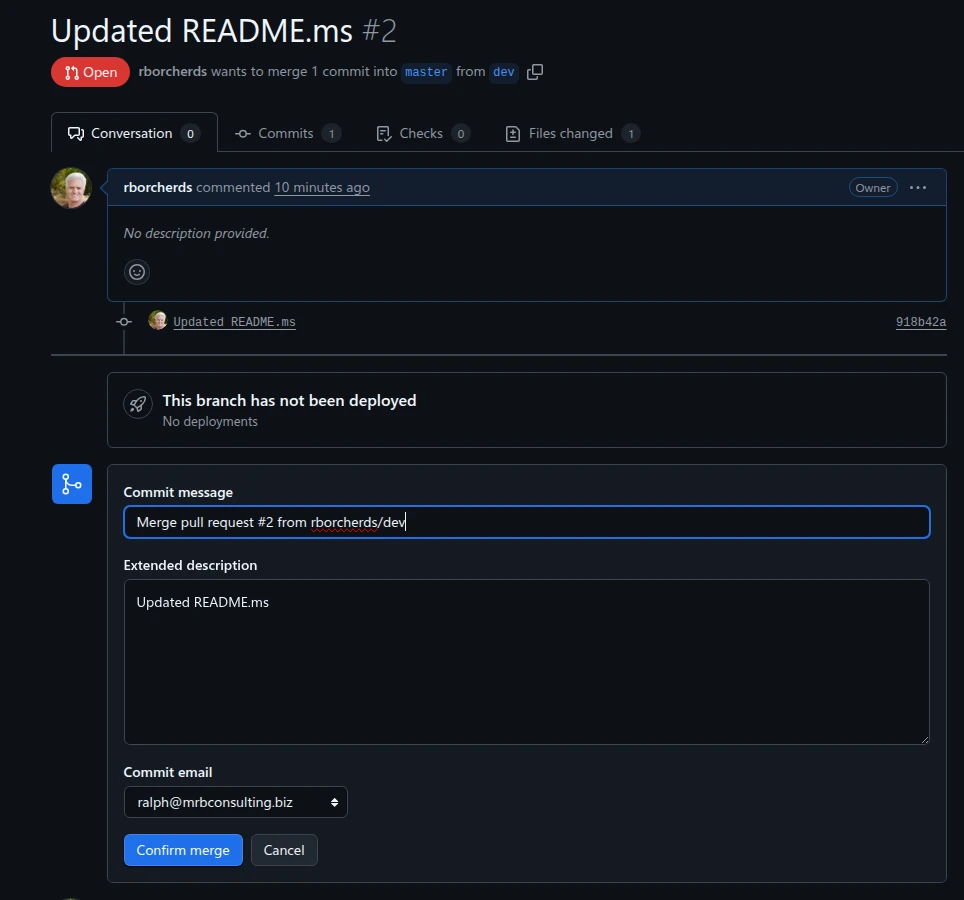 Updated README.ms #2
Open rborcherds wants to merge 1 commit into master from dev
Conversation 0 Commits 1 Checks 0 Files changed 1
rborcherds commented 10 minutes ago Owner
No description provided.
Updated README.ms 918b42a
This branch has not been deployed
No deployments
Commit message
Merge pull request #2 from rborcherds/dev
Extended description
Updated README.ms
Commit email
ralph@mrbconsulting.biz
Confirm merge Cancel